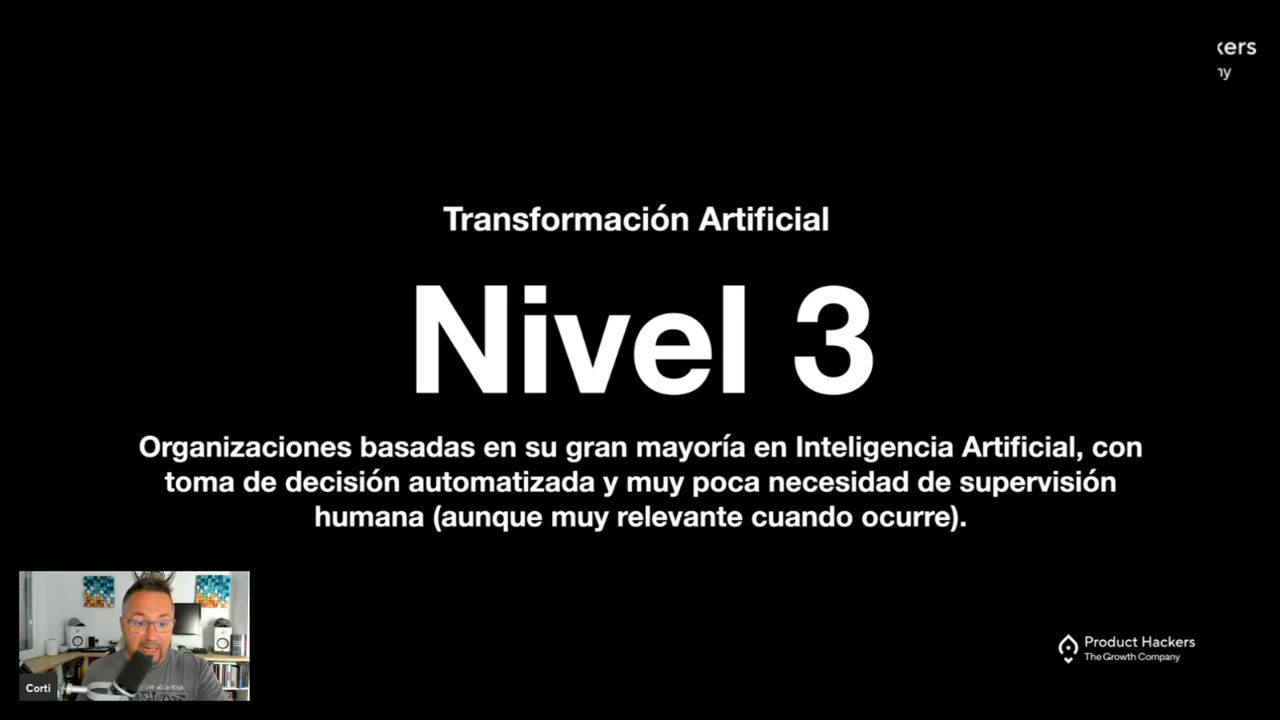 Transformación Artificial
Nivel 3
Organizaciones basadas en su gran mayoría en Inteligencia Artificial, con
toma de decisión automatizada y muy poca necesidad de supervisión
humana (aunque muy relevante cuando ocurre).
Corti
Product Hackers
The Growth Company